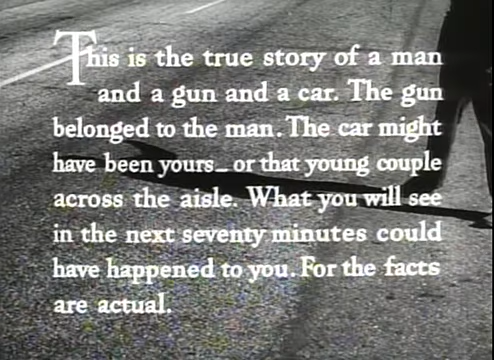 This is the true story of a man
and a gun and a car. The gun
belonged to the man. The car might
have been yours— or that young couple
across the aisle. What you will see
in the next seventy minutes could
have happened to you. For the facts
are actual.